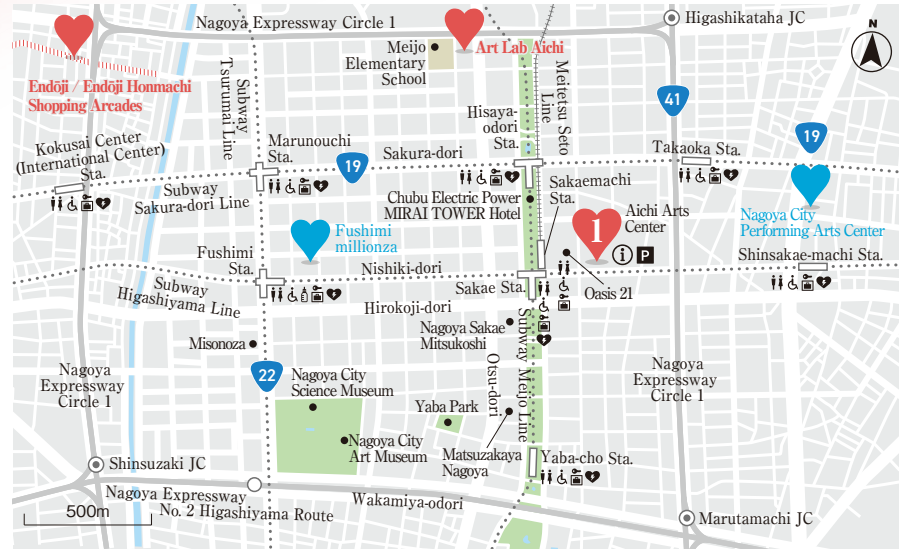 Nagoya Expressway Circle 1
Higashikataha JC
N
Meijo
Elementary
School
Art Lab Aichi
Endōji / Endōji Honmachi
Shopping Arcades
Subway
Tsurumai Line
Hisaya-
odori
Sta.
Meitetsu Seto
Line
41
19
Kokusai Center
(International Center)
Sta.
Marunouchi
Sta.
19
Sakura-dori
Takaoka Sta.
Subway
Sakura-dori Line
Chubu Electric Power
MIRAI TOWER Hotel
Sakaemachi
Sta.
1
Aichi Arts
Center
i
P
Nagoya City
Performing Arts Center
Fushimi
millionza
Fushimi
Sta.
Nishiki-dori
Shinsakae-machi Sta.
Subway
Higashiyama Line
Sakae Sta.
Oasis 21
Hirokoji-dori
Misonoza
Nagoya Sakae
Mitsukoshi
Otsu-dori
Subway Meijo Line
Nagoya
Expressway
Circle 1
22
Nagoya City
Science Museum
Yaba Park
Nagoya
Expressway
Circle 1
Nagoya City
Art Museum
Matsuzakaya
Nagoya
Yaba-cho Sta.
Shinsuzaki JC
Nagoya Expressway
No. 2 Higashiyama Route
Wakamiya-odori
500m
Marutamachi JC